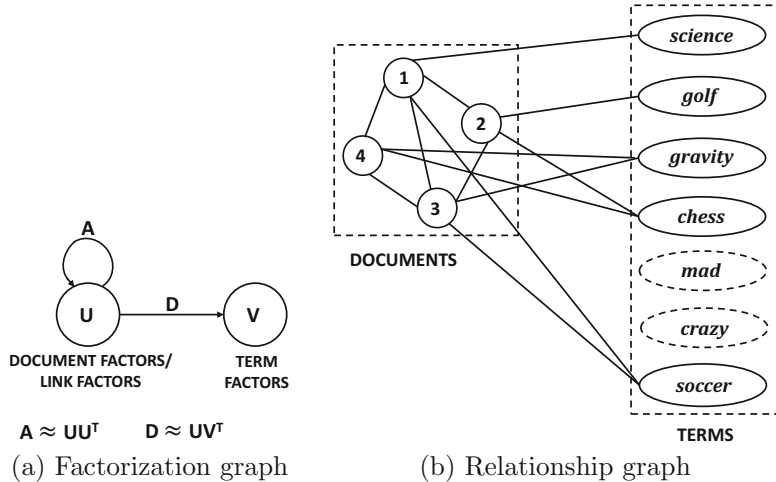 A
U
D
V
DOCUMENT FACTORS/
LINK FACTORS
TERM
FACTORS
A ≈ UUᵀ
D ≈ UVᵀ
(a) Factorization graph
1
2
4
3
DOCUMENTS
science
golf
gravity
chess
mad
crazy
soccer
TERMS
(b) Relationship graph